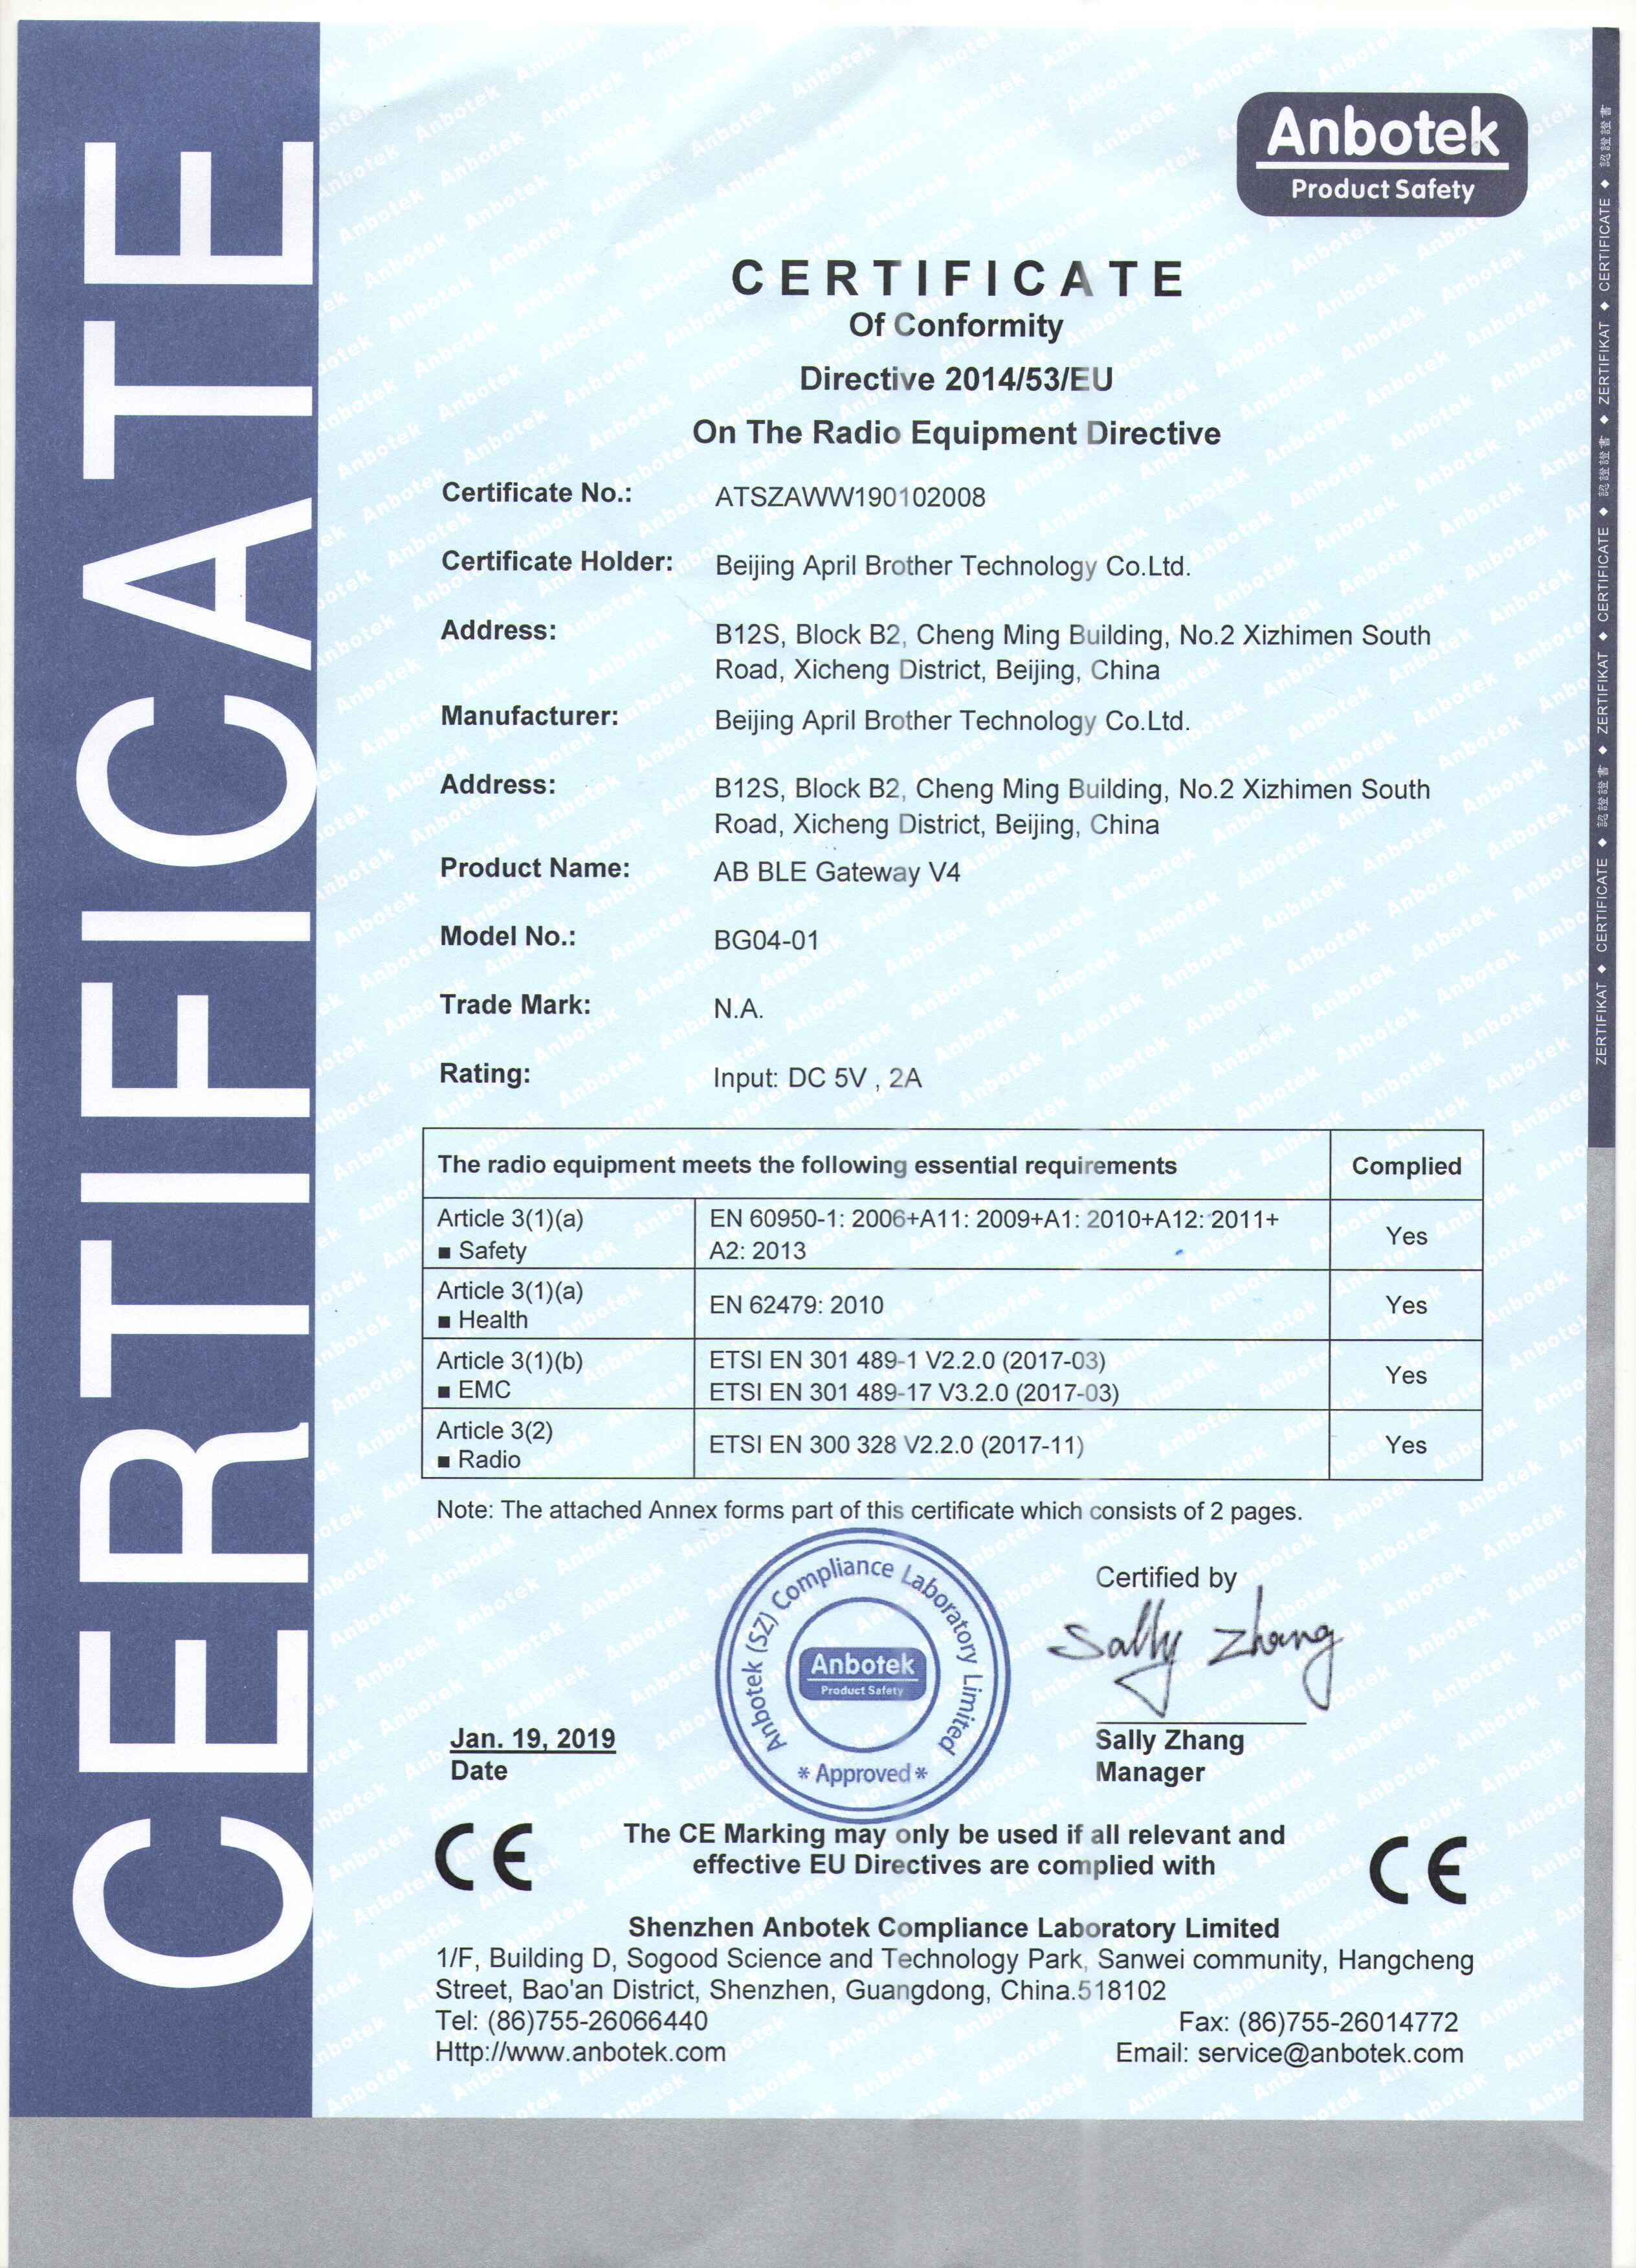 CERTIFICATE
Anbotek
Product Safety
CERTIFICATE
Of Conformity
Directive 2014/53/EU
On The Radio Equipment Directive
Certificate No.: ATSZAWW190102008
Certificate Holder: Beijing April Brother Technology Co.Ltd.
Address: B12S, Block B2, Cheng Ming Building, No.2 Xizhimen South
Road, Xicheng District, Beijing, China
Manufacturer: Beijing April Brother Technology Co.Ltd.
Address: B12S, Block B2, Cheng Ming Building, No.2 Xizhimen South
Road, Xicheng District, Beijing, China
Product Name: AB BLE Gateway V4
Model No.: BG04-01
Trade Mark: N.A.
Rating: Input: DC 5V , 2A
The radio equipment meets the following essential requirements Complied
Article 3(1)(a) EN 60950-1: 2006+A11: 2009+A1: 2010+A12: 2011+ Yes
■ Safety A2: 2013
Article 3(1)(a) EN 62479: 2010 Yes
■ Health
Article 3(1)(b) ETSI EN 301 489-1 V2.2.0 (2017-03) Yes
■ EMC ETSI EN 301 489-17 V3.2.0 (2017-03)
Article 3(2) ETSI EN 300 328 V2.2.0 (2017-11) Yes
■ Radio
Note: The attached Annex forms part of this certificate which consists of 2 pages.
Anbotek (SZ) Compliance Laboratory Limited
Anbotek
Product Safety
* Approved *
Certified by
Sally Zhang
Jan. 19, 2019
Date
Sally Zhang
Manager
CE
The CE Marking may only be used if all relevant and
effective EU Directives are complied with
CE
Shenzhen Anbotek Compliance Laboratory Limited
1/F, Building D, Sogood Science and Technology Park, Sanwei community, Hangcheng
Street, Bao'an District, Shenzhen, Guangdong, China.518102
Tel: (86)755-26066440 Fax: (86)755-26014772
Http://www.anbotek.com Email: service@anbotek.com
ZERTIFIKAT ◆ CERTIFICATE ◆ 認證證書 ◆ ZERTIFIKAT ◆ CERTIFICATE ◆ 認證證書 ◆ ZERTIFIKAT ◆ CERTIFICATE ◆ 認證證書